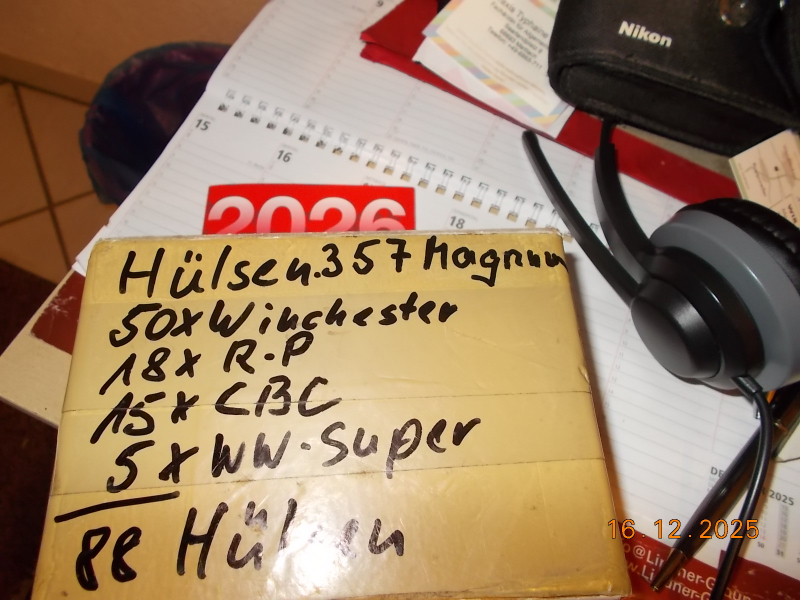 Nikon
15
16
2026
18
Hülsen.357 Magnum
50x Winchester
18x R-P
15x CBC
5x WW-Super
88 Hülsen
2025
16.12.2025